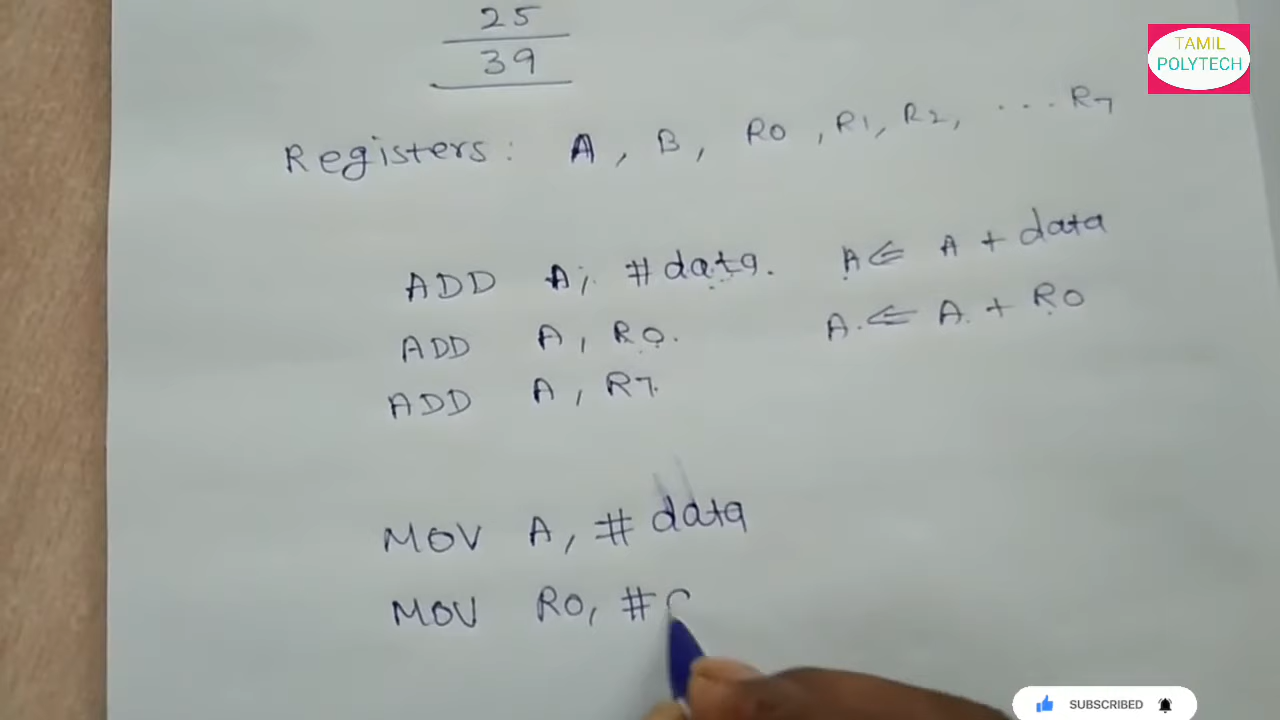 25
39
TAMIL
POLYTECH
Registers: A, B, R0, R1, R2, ... R7
ADD A, #data. A ⇐ A + data
ADD A, R0. A ⇐ A + R0
ADD A, R7.
MOV A, # data
MOV R0, #
SUBSCRIBED